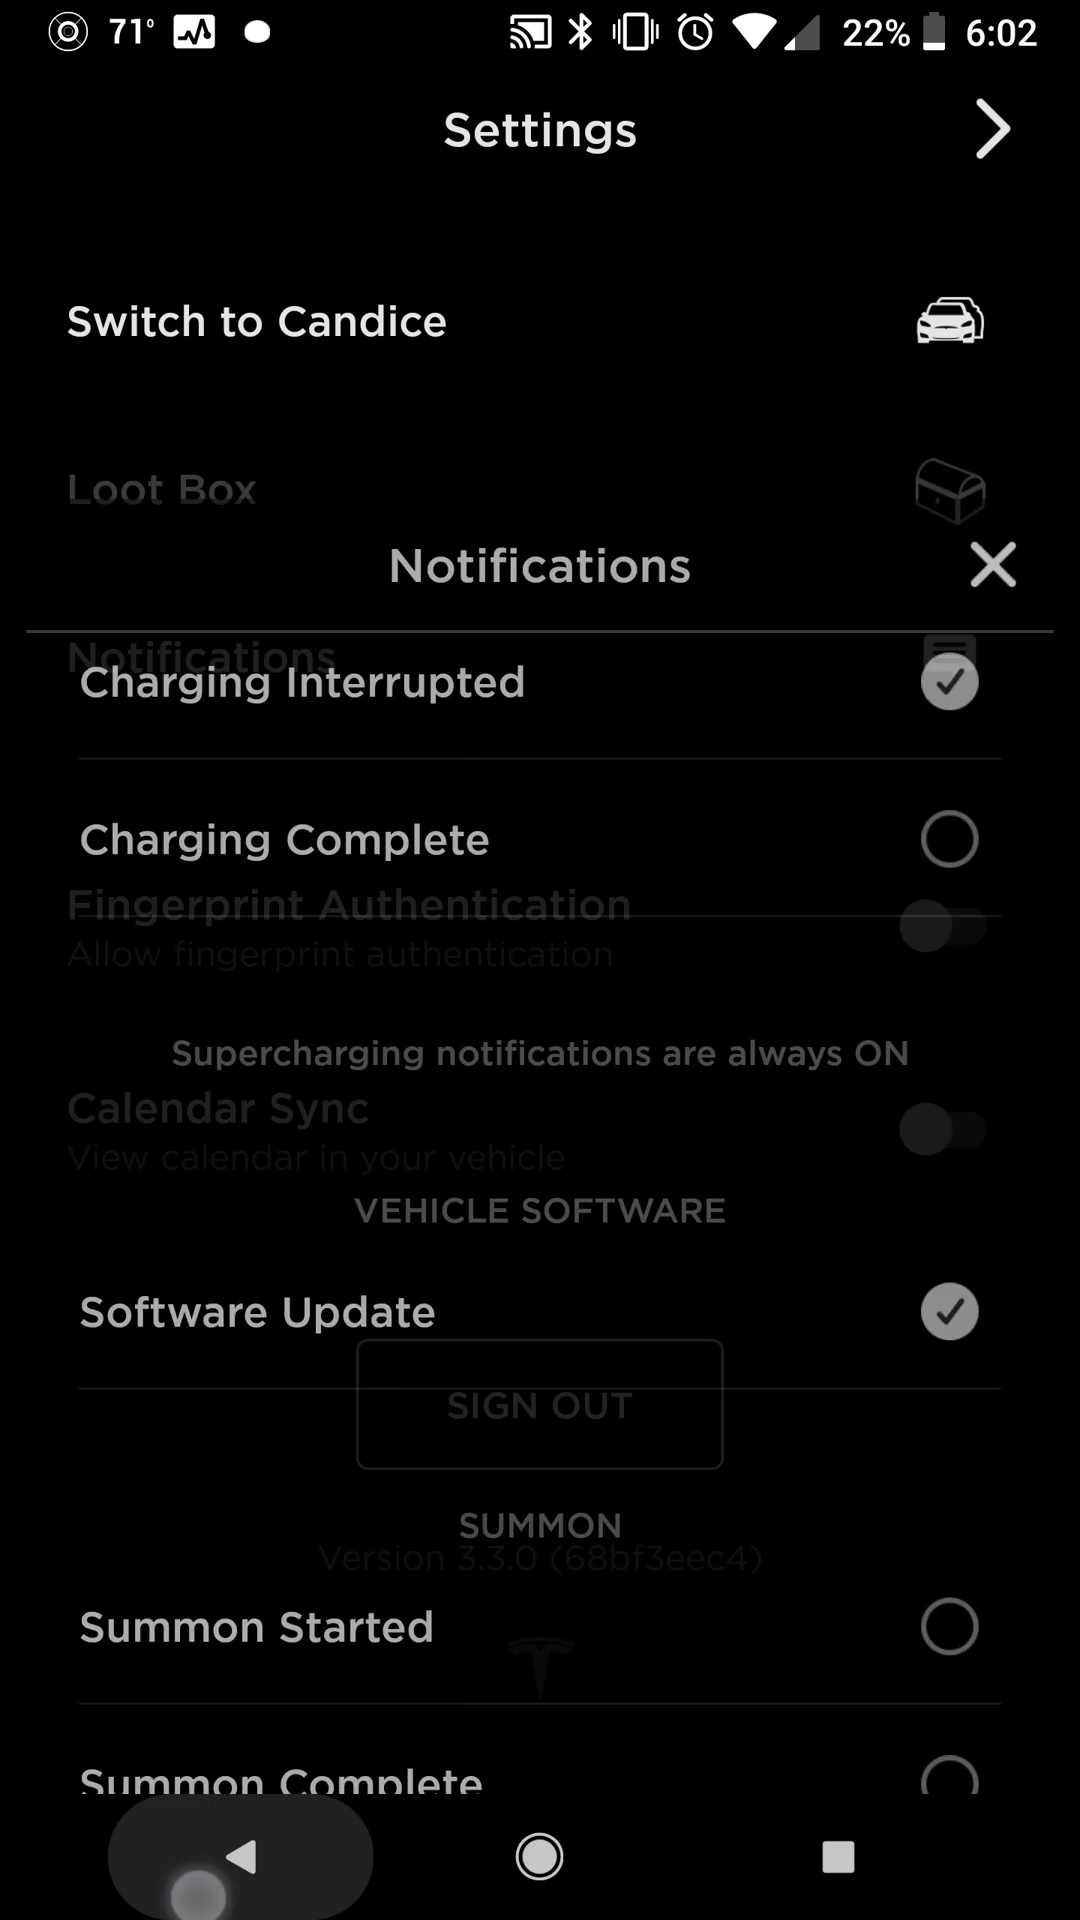 71° 22% 6:02
Settings
Switch to Candice
Loot Box
Notifications
Notifications
Charging Interrupted
Charging Complete
Fingerprint Authentication
Allow fingerprint authentication
Supercharging notifications are always ON
Calendar Sync
View calendar in your vehicle
VEHICLE SOFTWARE
Software Update
SIGN OUT
SUMMON
Version 3.3.0 (68bf3eec4)
Summon Started
Summon Complete